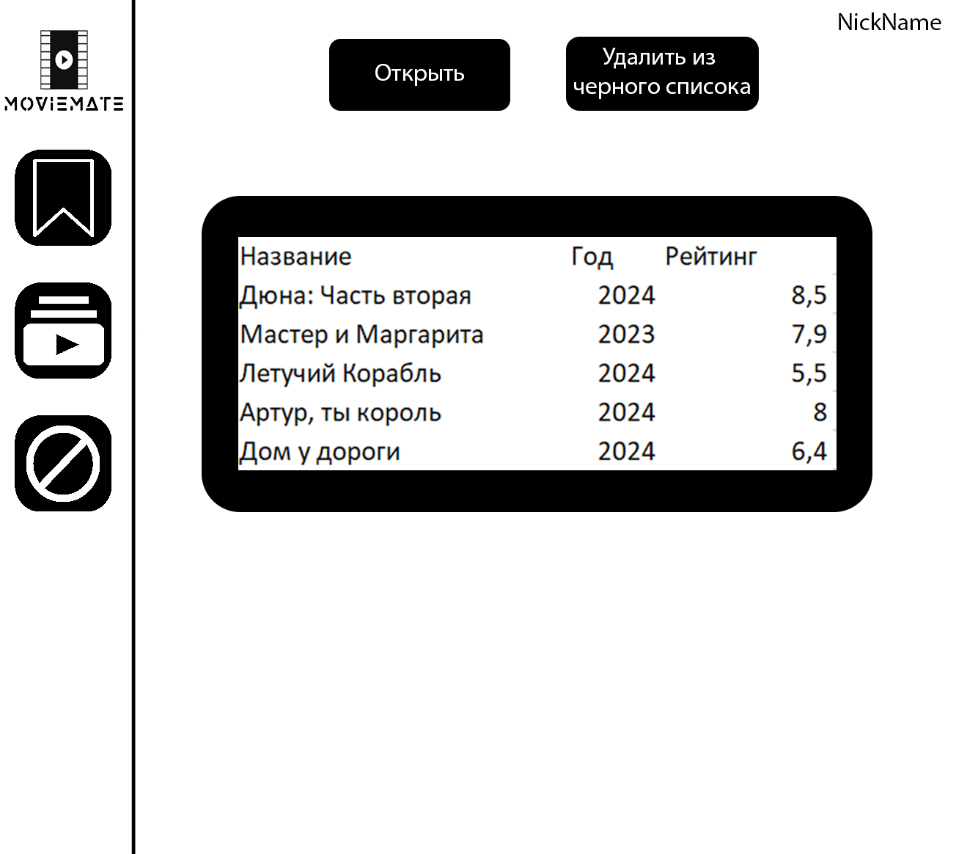 NickName
MOVIEMATE
Открыть
Удалить из
черного списока
Название Год Рейтинг
Дюна: Часть вторая 2024 8,5
Мастер и Маргарита 2023 7,9
Летучий Корабль 2024 5,5
Артур, ты король 2024 8
Дом у дороги 2024 6,4